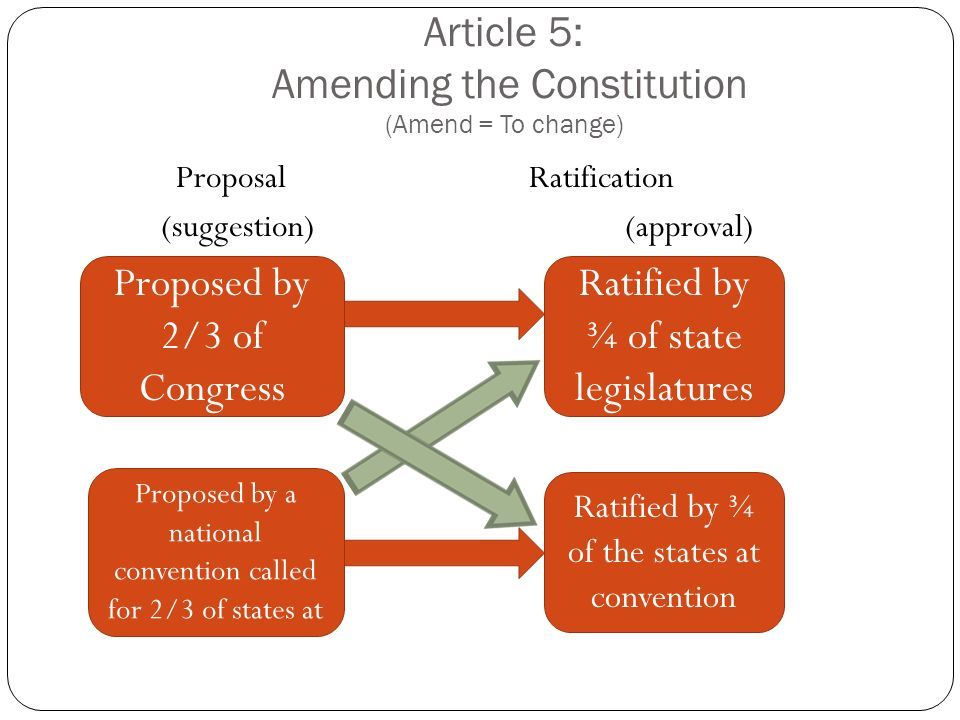 Article 5:
Amending the Constitution
(Amend = To change)
Proposal Ratification
(suggestion) (approval)
Proposed by
2/3 of
Congress
Ratified by
¾ of state
legislatures
Proposed by a
national
convention called
for 2/3 of states at
Ratified by ¾
of the states at
convention